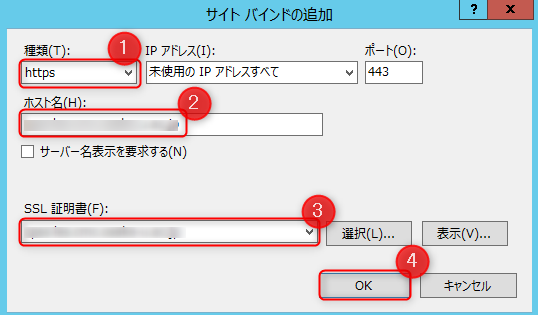 サイト バインドの追加
? X
種類(T):
IP アドレス(I):
ポート(O):
1
https
未使用の IP アドレスすべて
443
ホスト名(H):
2
サーバー名表示を要求する(N)
SSL 証明書(F):
3
選択(L)...
表示(V)...
4
OK
キャンセル